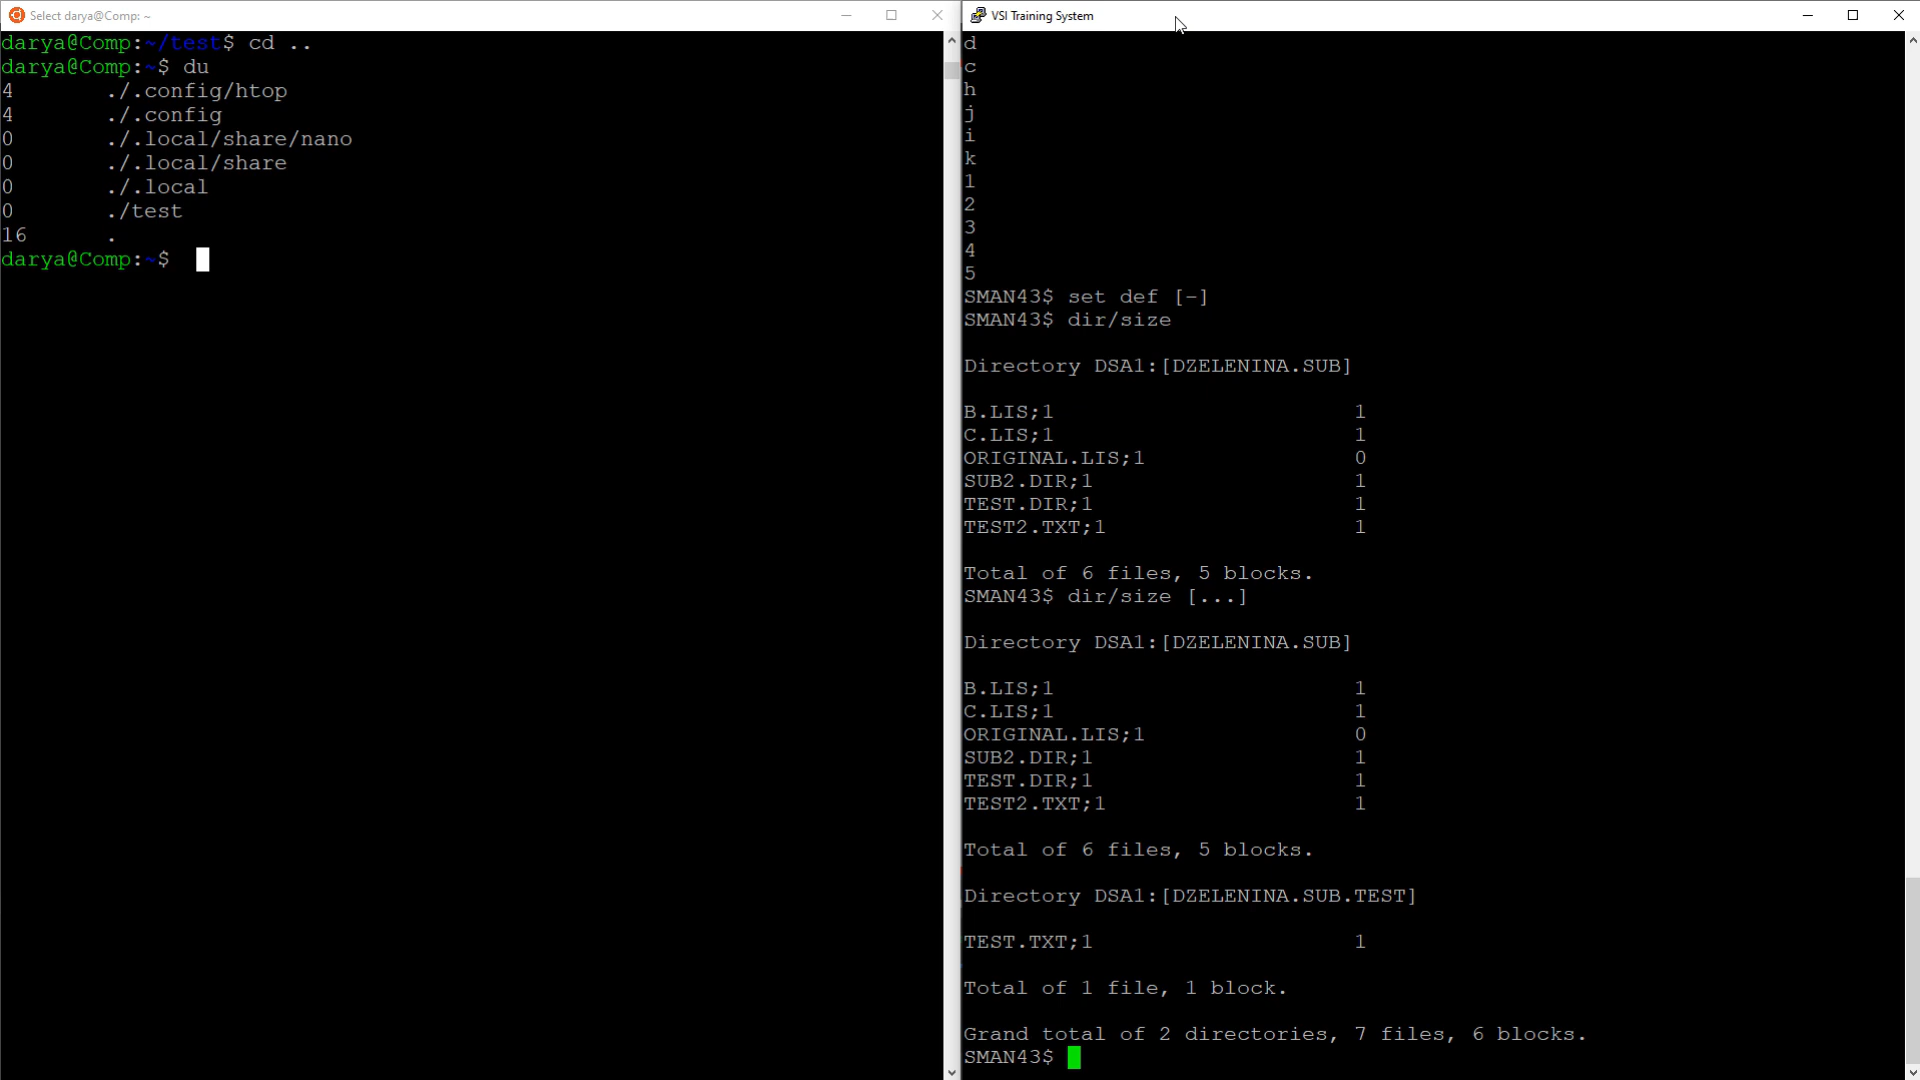 Select darya@Comp: ~
darya@Comp:~/test$ cd ..
darya@Comp:~$ du
4       ./.config/htop
4       ./.config
0       ./.local/share/nano
0       ./.local/share
0       ./.local
0       ./test
16      .
darya@Comp:~$
VSI Training System
d
c
h
j
i
k
1
2
3
4
5
SMAN43$ set def [-]
SMAN43$ dir/size
Directory DSA1:[DZELENINA.SUB]
B.LIS;1                        1
C.LIS;1                        1
ORIGINAL.LIS;1                 0
SUB2.DIR;1                     1
TEST.DIR;1                     1
TEST2.TXT;1                    1
Total of 6 files, 5 blocks.
SMAN43$ dir/size [...]
Directory DSA1:[DZELENINA.SUB]
B.LIS;1                        1
C.LIS;1                        1
ORIGINAL.LIS;1                 0
SUB2.DIR;1                     1
TEST.DIR;1                     1
TEST2.TXT;1                    1
Total of 6 files, 5 blocks.
Directory DSA1:[DZELENINA.SUB.TEST]
TEST.TXT;1                     1
Total of 1 file, 1 block.
Grand total of 2 directories, 7 files, 6 blocks.
SMAN43$